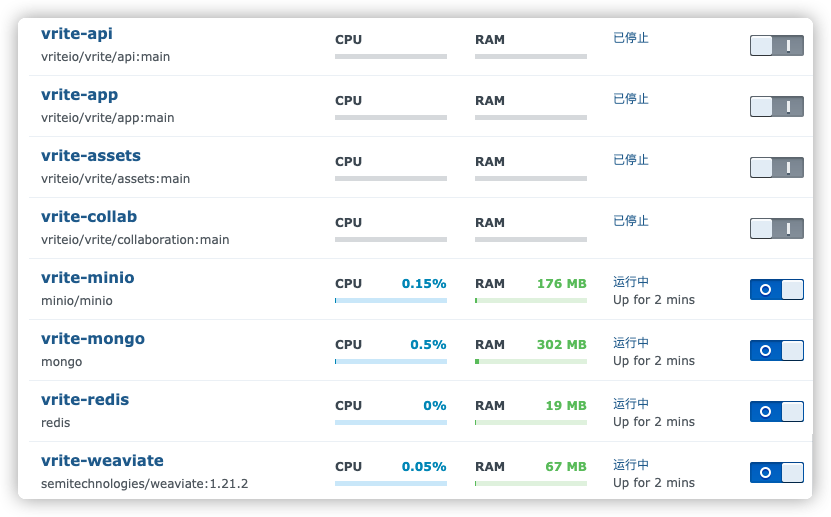 vrite-api
vriteio/vrite/api:main
CPU
RAM
已停止
vrite-app
vriteio/vrite/app:main
CPU
RAM
已停止
vrite-assets
vriteio/vrite/assets:main
CPU
RAM
已停止
vrite-collab
vriteio/vrite/collaboration:main
CPU
RAM
已停止
vrite-minio
minio/minio
CPU 0.15%
RAM 176 MB
运行中
Up for 2 mins
vrite-mongo
mongo
CPU 0.5%
RAM 302 MB
运行中
Up for 2 mins
vrite-redis
redis
CPU 0%
RAM 19 MB
运行中
Up for 2 mins
vrite-weaviate
semitechnologies/weaviate:1.21.2
CPU 0.05%
RAM 67 MB
运行中
Up for 2 mins